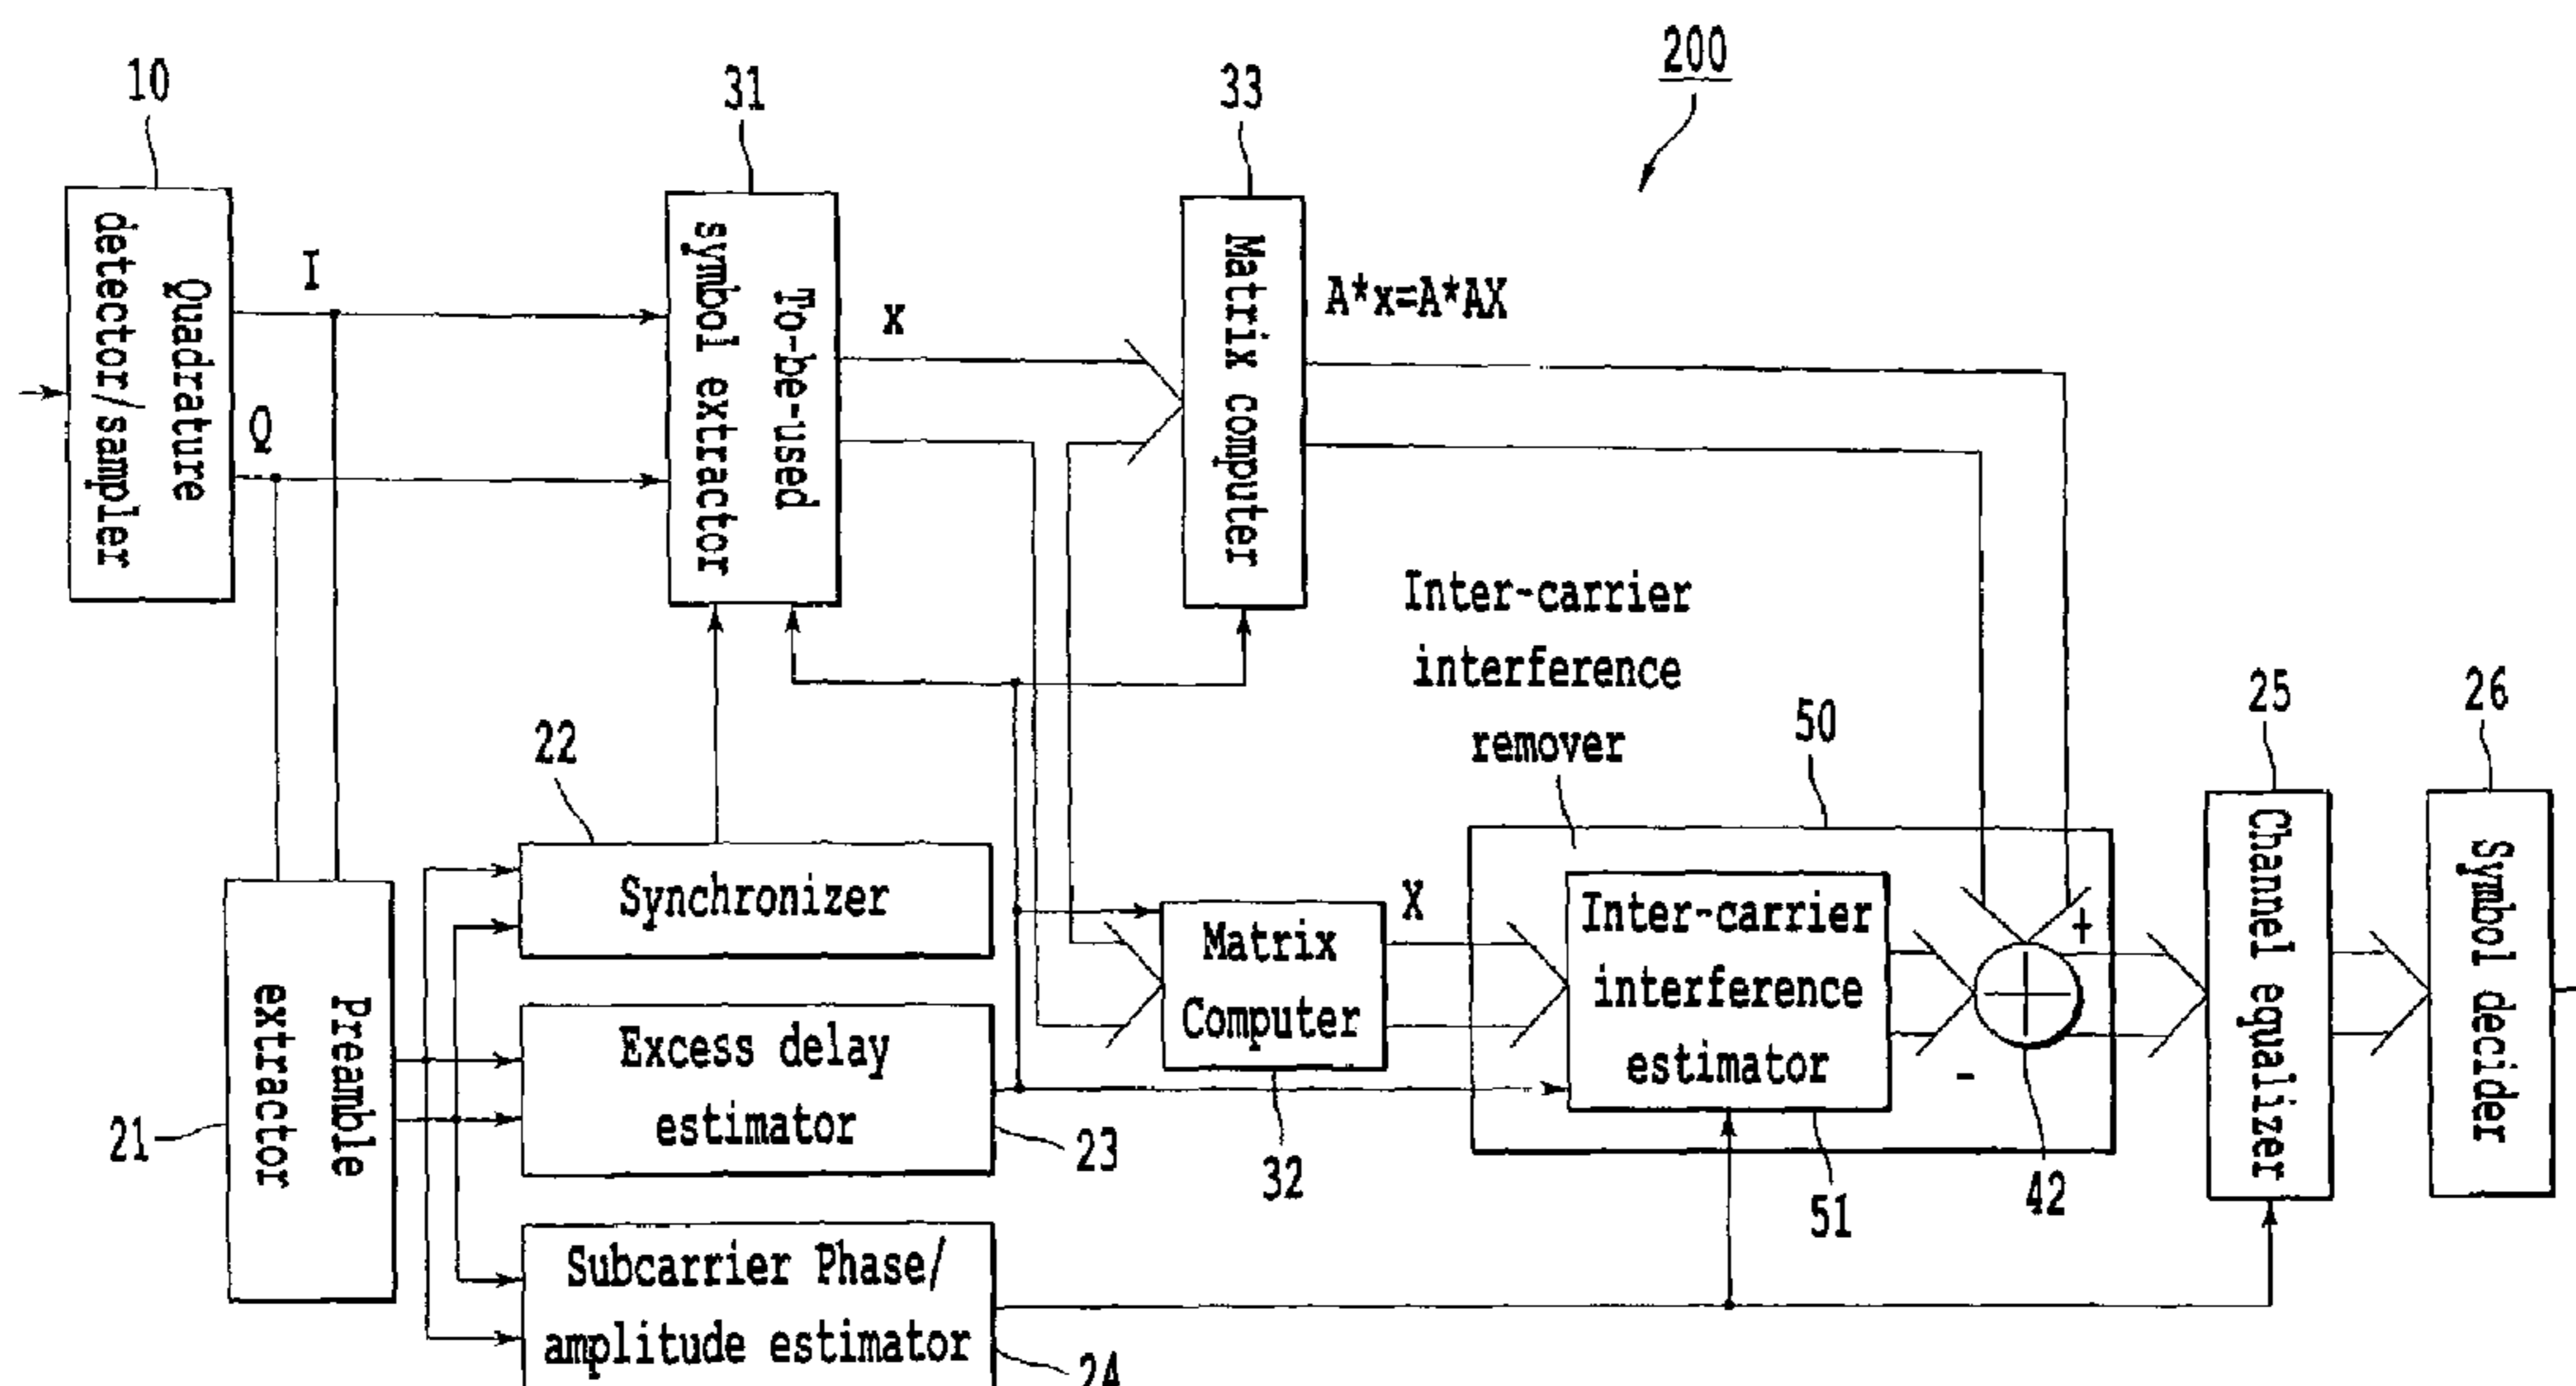 200
10
31
33
Quadrature
detector/sampler
I
Q
To-be-used
symbol extractor
x
Matrix computer
A*x=A*AX
Inter-carrier
interference
remover
50
25
26
22
Synchronizer
Preamble
extractor
21
Excess delay
estimator
23
Matrix
Computer
32
X
Inter-carrier
interference
estimator
51
+
-
42
Channel equalizer
Symbol decider
Subcarrier Phase/
amplitude estimator
24